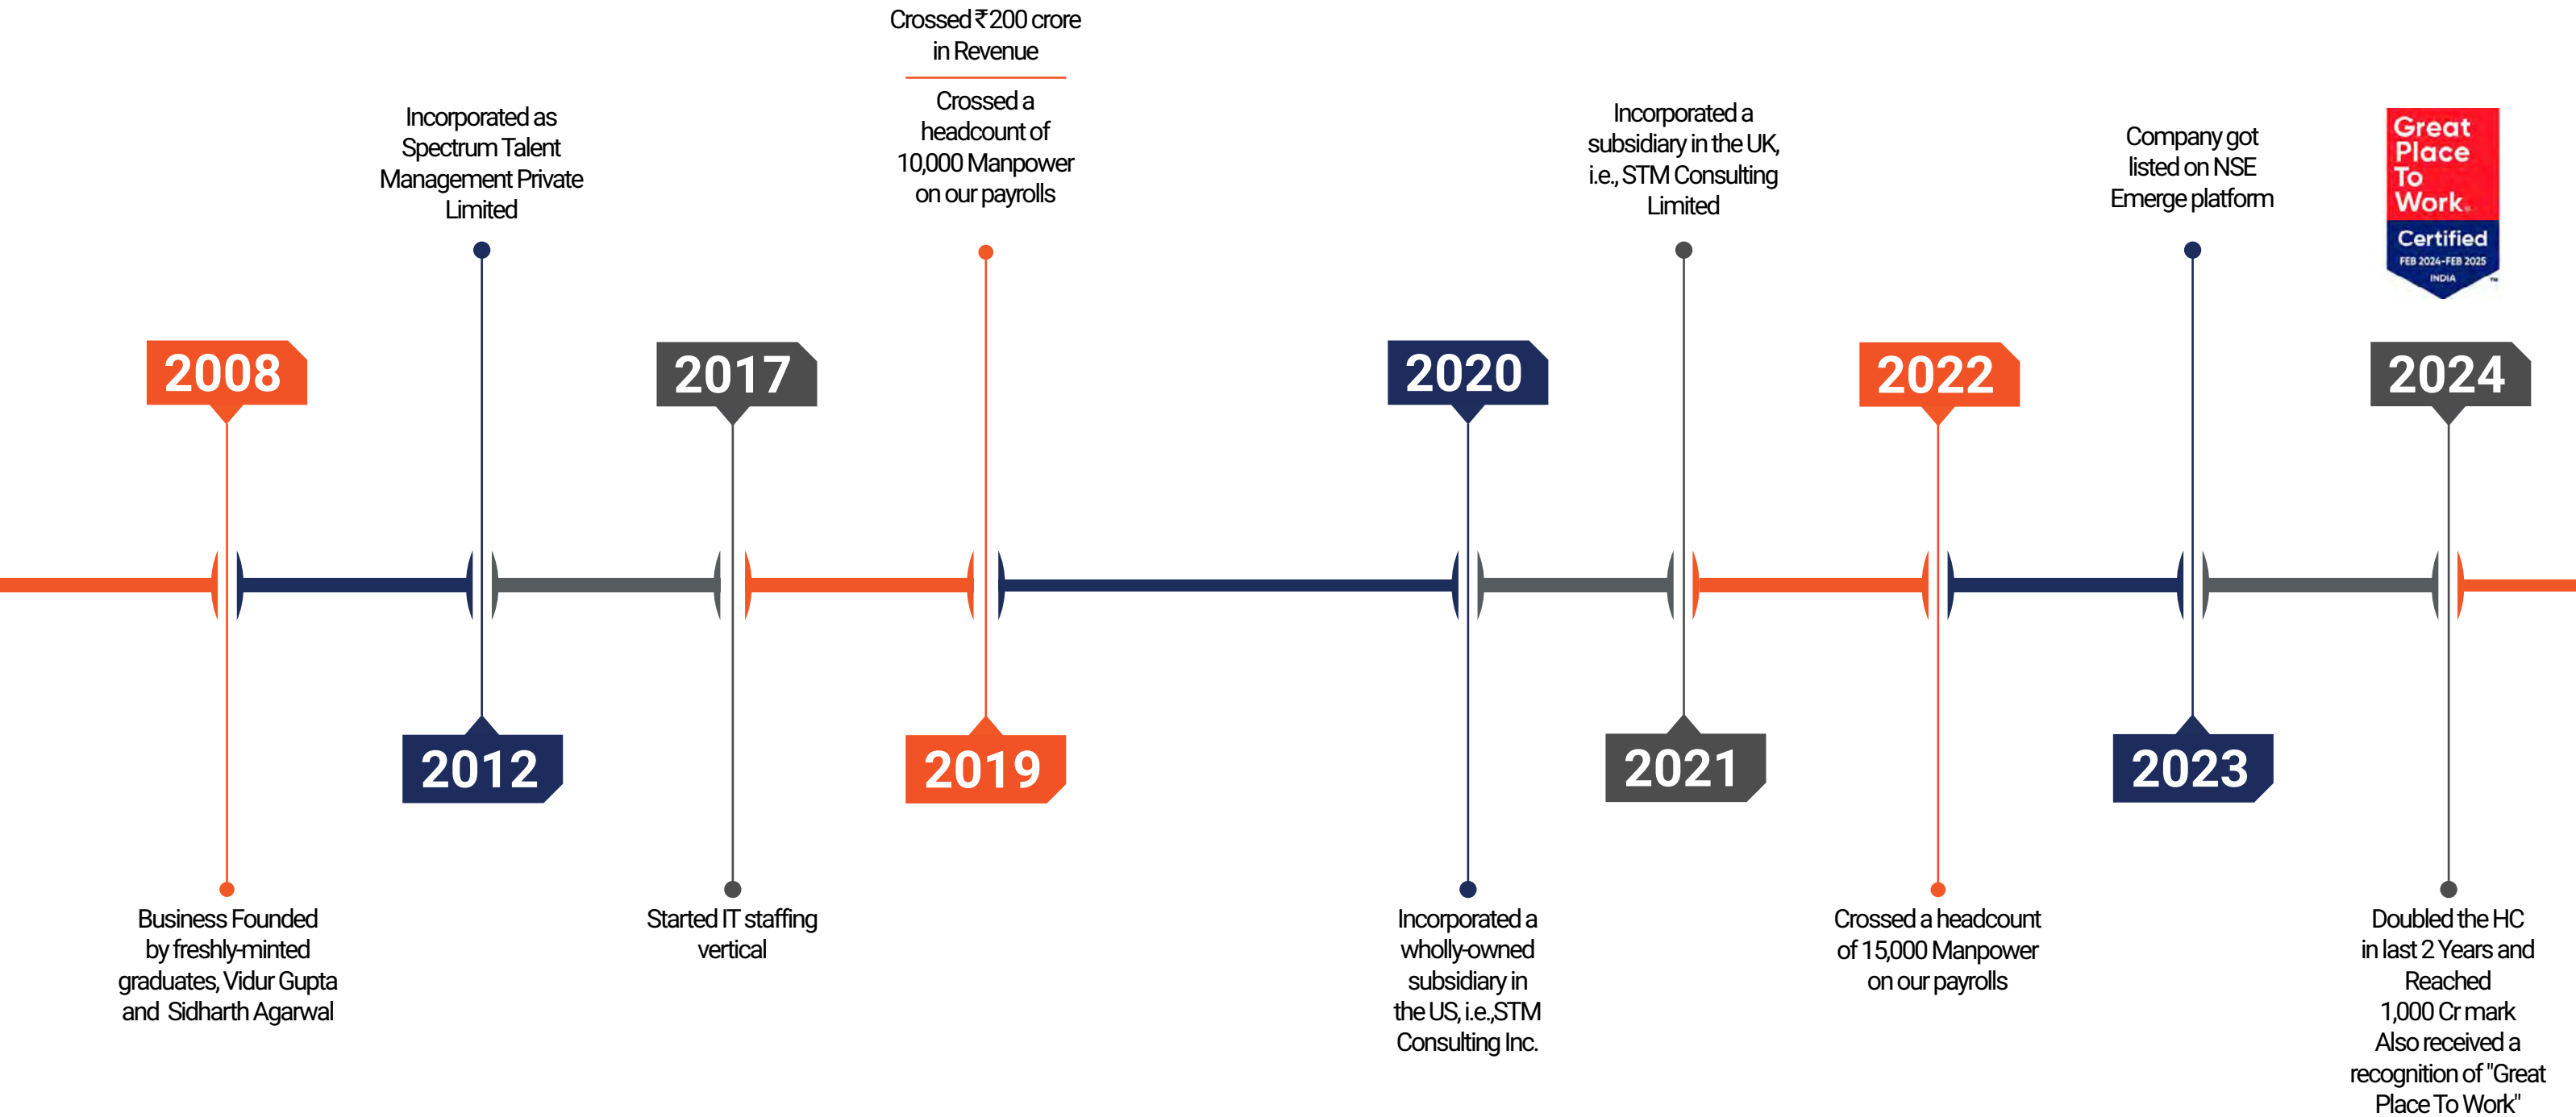 2008
Business Founded
by freshly-minted
graduates, Vidur Gupta
and Sidharth Agarwal
Incorporated as
Spectrum Talent
Management Private
Limited
2012
2017
Started IT staffing
vertical
Crossed ₹200 crore
in Revenue
Crossed a
headcount of
10,000 Manpower
on our payrolls
2019
2020
Incorporated a
wholly-owned
subsidiary in
the US, i.e.,STM
Consulting Inc.
Incorporated a
subsidiary in the UK,
i.e., STM Consulting
Limited
2021
2022
Crossed a headcount
of 15,000 Manpower
on our payrolls
Company got
listed on NSE
Emerge platform
2023
Great
Place
To
Work®
Certified
FEB 2024-FEB 2025
INDIA
™
2024
Doubled the HC
in last 2 Years and
Reached
1,000 Cr mark
Also received a
recognition of "Great
Place To Work"